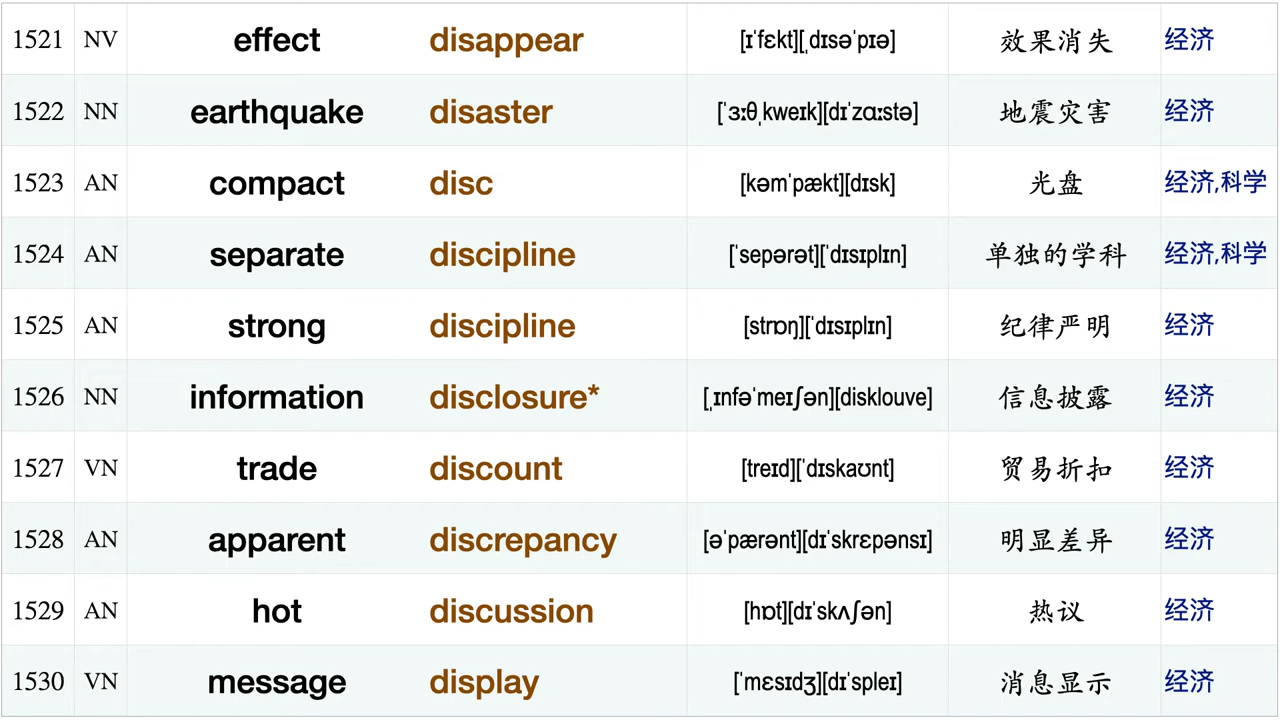 1521 NV effect disappear [ɪˈfɛkt][ˌdɪsəˈpɪə] 效果消失 经济
1522 NN earthquake disaster [ˈɜːθˌkweɪk][dɪˈzɑːstə] 地震灾害 经济
1523 AN compact disc [kəmˈpækt][dɪsk] 光盘 经济,科学
1524 AN separate discipline [ˈsepərət][ˈdɪsɪplɪn] 单独的学科 经济,科学
1525 AN strong discipline [strɒŋ][ˈdɪsɪplɪn] 纪律严明 经济
1526 NN information disclosure* [ˌɪnfəˈmeɪʃən][disklouve] 信息披露 经济
1527 VN trade discount [treɪd][ˈdɪskaʊnt] 贸易折扣 经济
1528 AN apparent discrepancy [əˈpærənt][dɪˈskrɛpənsɪ] 明显差异 经济
1529 AN hot discussion [hɒt][dɪˈskʌʃən] 热议 经济
1530 VN message display [ˈmɛsɪdʒ][dɪˈspleɪ] 消息显示 经济